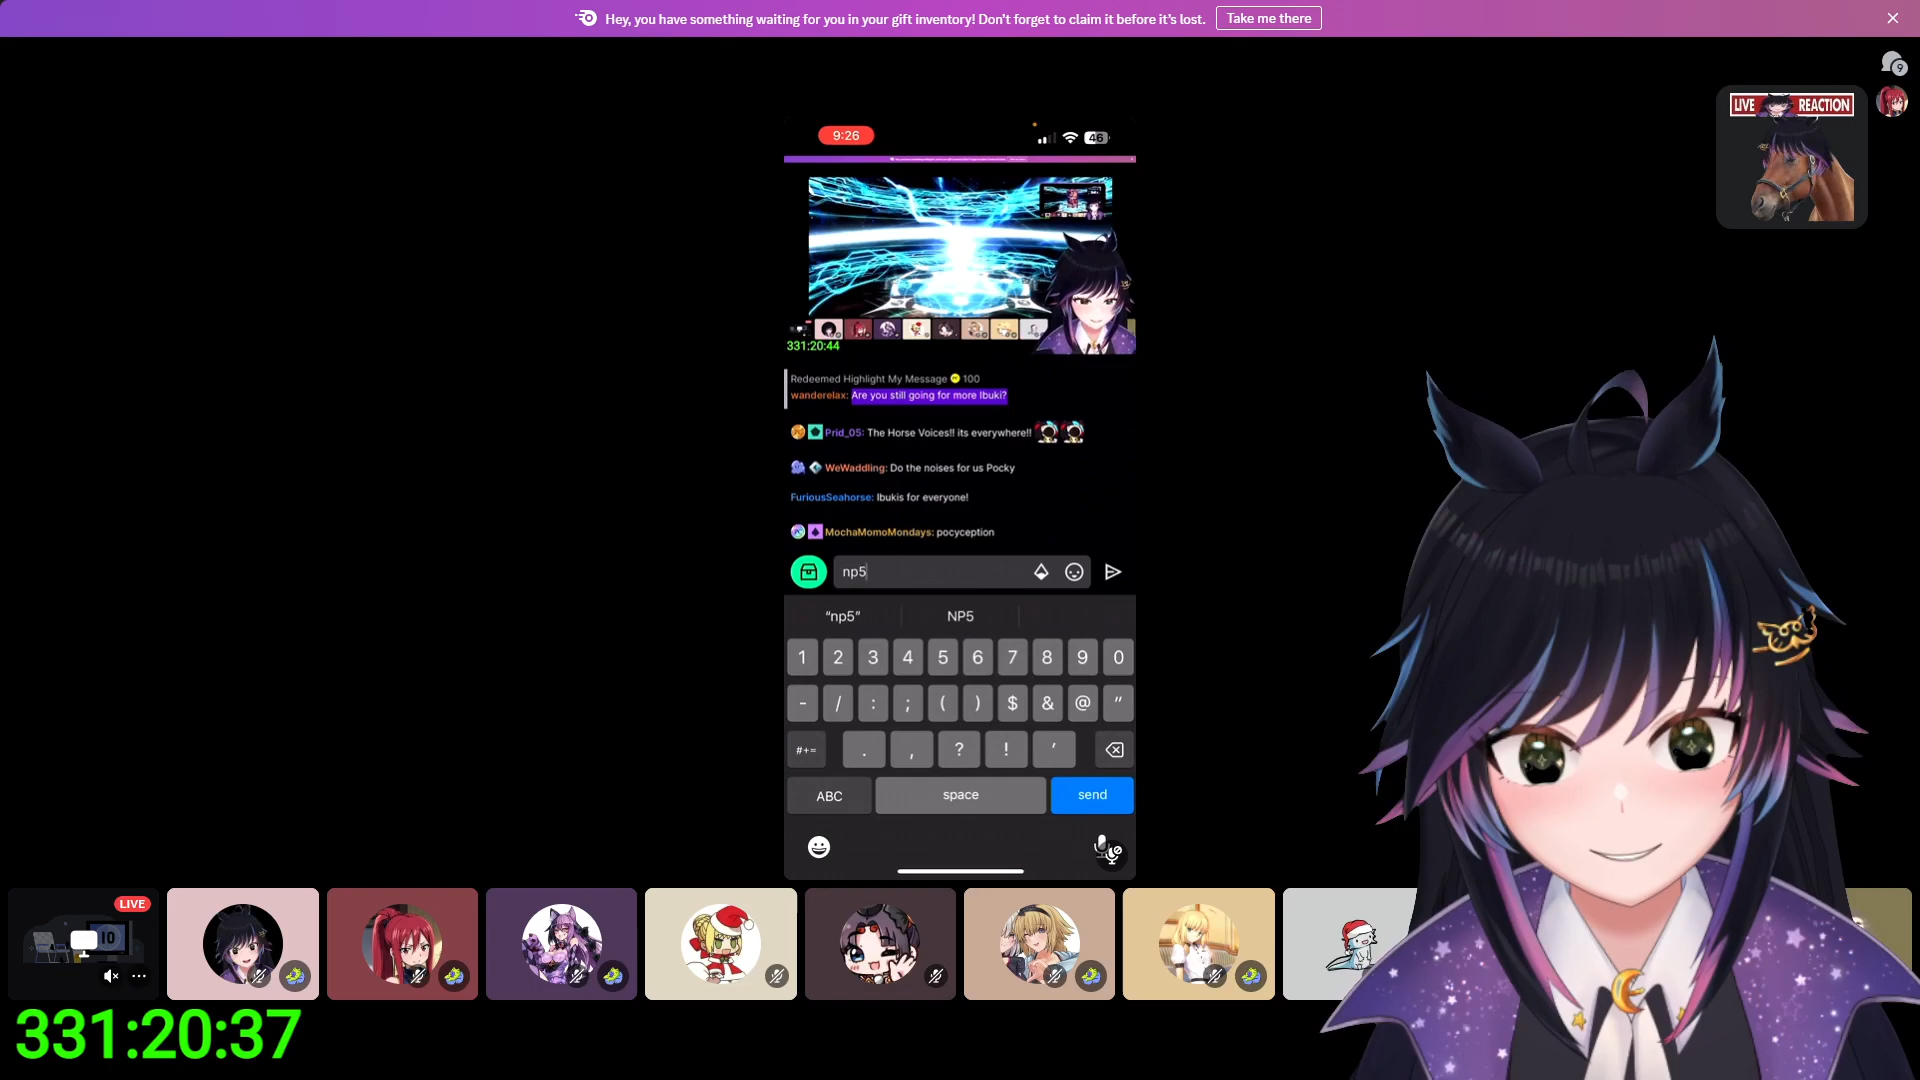 Hey, you have something waiting for you in your gift inventory! Don't forget to claim it before it's lost.
Take me there
9
LIVE REACTION
9:26
46
331:20:44
Redeemed Highlight My Message 100
wanderelax: Are you still going for more Ibuki?
Prid_05: The Horse Voices!! its everywhere!!
WeWaddling: Do the noises for us Pocky
FuriousSeahorse: Ibukis for everyone!
MochaMomoMondays: pocyception
np5
"np5" NP5
1 2 3 4 5 6 7 8 9 0
- / : ; ( ) $ & @ "
#+= . , ? ! '
ABC space send
LIVE
331:20:37